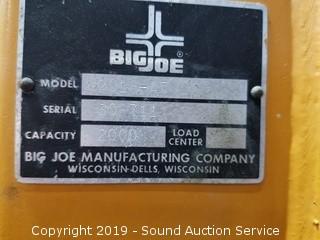 BIG JOE
®
MODEL
SERIAL
CAPACITY 2000 LOAD CENTER
BIG JOE MANUFACTURING COMPANY
WISCONSIN DELLS, WISCONSIN
Copyright 2019 - Sound Auction Service